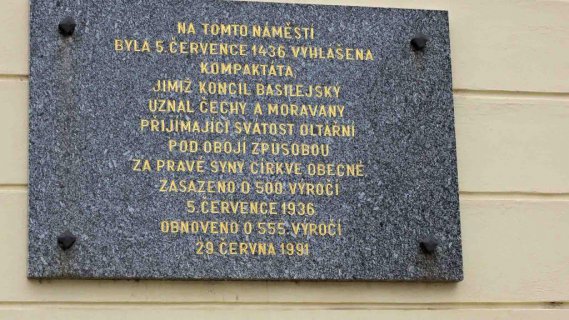 NA TOMTO NÁMĚSTÍ
BYLA 5. ČERVENCE 1436 VYHLÁŠENA
KOMPAKTÁTA
JIMIŽ KONCIL BASILEJSKÝ
UZNAL ČECHY A MORAVANY
PŘIJÍMAJÍCÍ SVÁTOST OLTÁŘNÍ
POD OBOJÍ ZPŮSOBOU
ZA PRAVÉ SYNY CÍRKVE OBECNÉ
ZASAZENO O 500. VÝROČÍ
5. ČERVENCE 1936
OBNOVENO O 555. VÝROČÍ
29. ČERVNA 1991